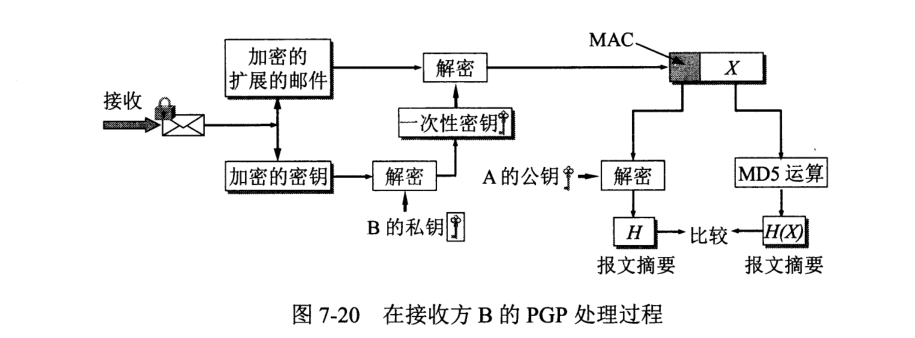 加密的
扩展的邮件
解密
MAC
X
接收
一次性密钥
加密的密钥
解密
A 的公钥
解密
MD5 运算
B 的私钥
H
比较
H(X)
报文摘要
报文摘要
图 7-20 在接收方 B 的 PGP 处理过程